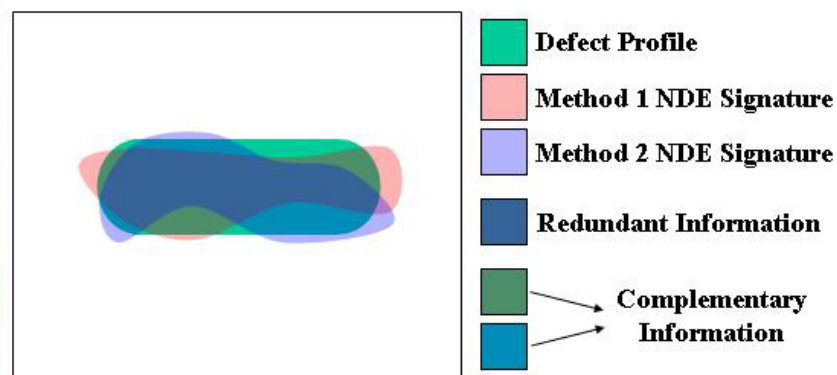 Defect Profile
Method 1 NDE Signature
Method 2 NDE Signature
Redundant Information
Complementary
Information